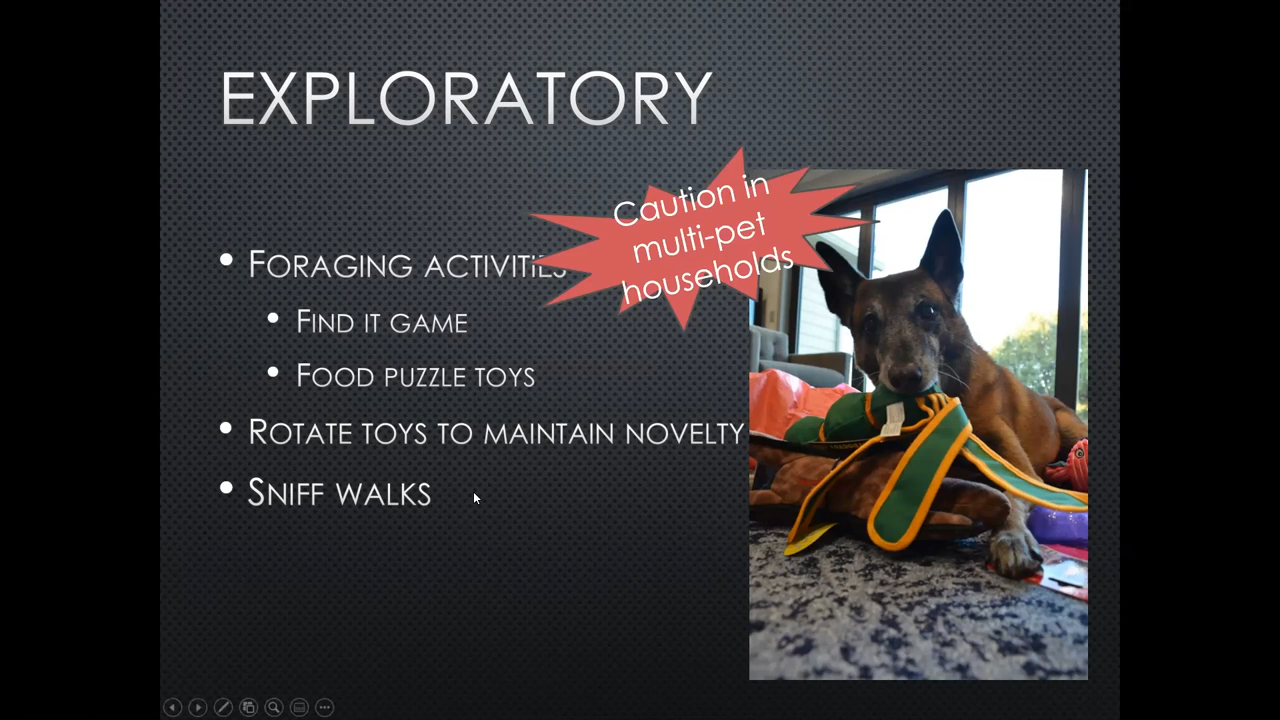 EXPLORATORY
Caution in
multi-pet
households
• FORAGING ACTIVITIES
• FIND IT GAME
• FOOD PUZZLE TOYS
• ROTATE TOYS TO MAINTAIN NOVELTY
• SNIFF WALKS